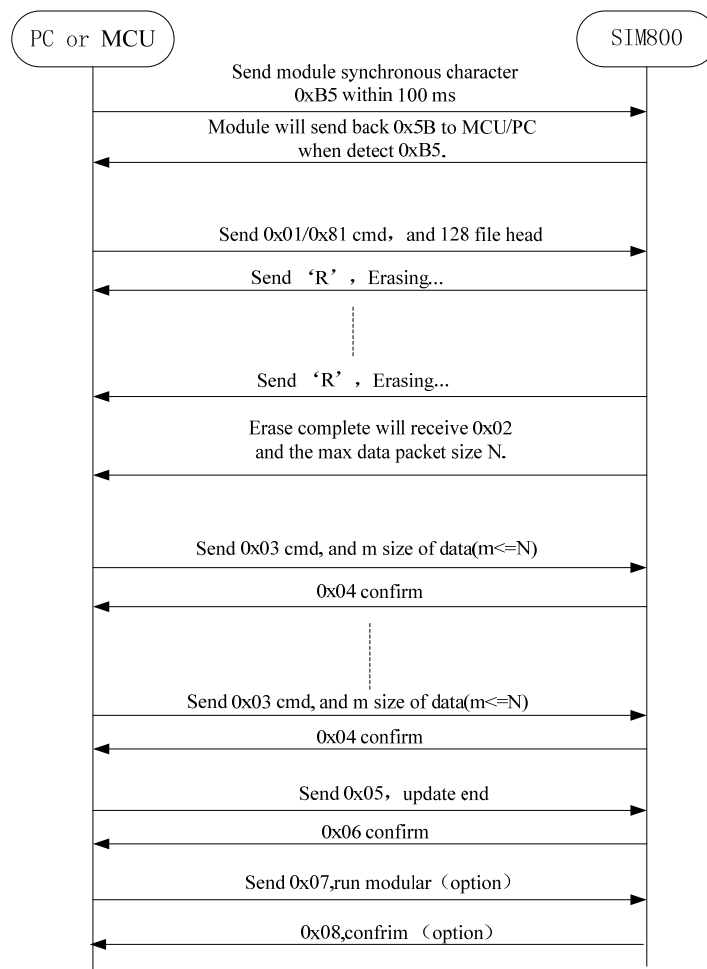 PC or MCU
SIM800
Send module synchronous character
0xB5 within 100 ms
Module will send back 0x5B to MCU/PC
when detect 0xB5.
Send 0x01/0x81 cmd，and 128 file head
Send ‘R’，Erasing...
Send ‘R’，Erasing...
Erase complete will receive 0x02
and the max data packet size N.
Send 0x03 cmd, and m size of data(m<=N)
0x04 confirm
Send 0x03 cmd, and m size of data(m<=N)
0x04 confirm
Send 0x05，update end
0x06 confirm
Send 0x07,run modular（option）
0x08,confrim （option）